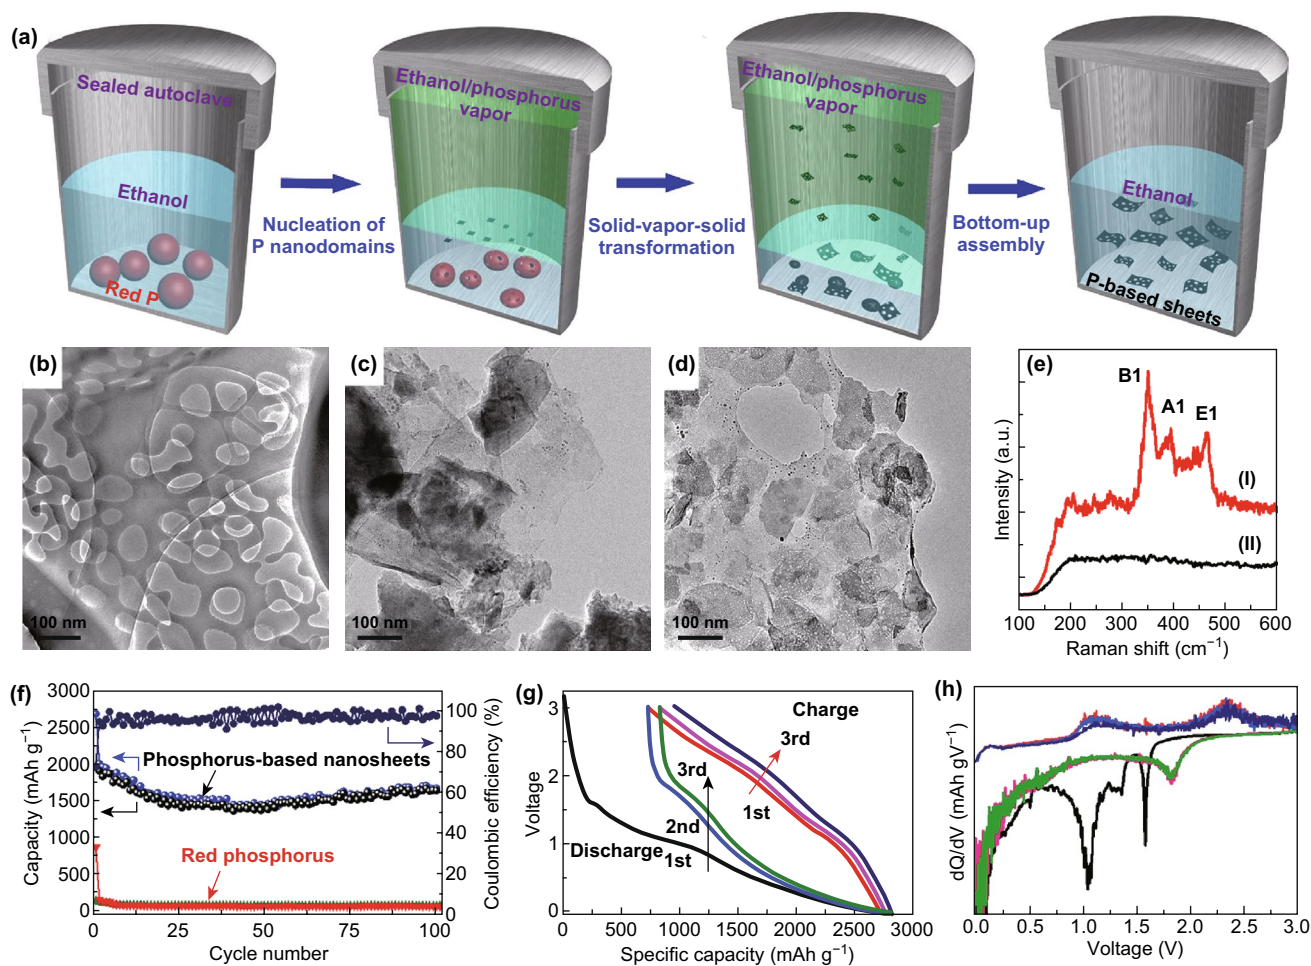 (a)
Sealed autoclave
Ethanol
Red P
Nucleation of
P nanodomains
Ethanol/phosphorus
vapor
Solid-vapor-solid
transformation
Ethanol/phosphorus
vapor
Bottom-up
assembly
Ethanol
P-based sheets
(b)
100 nm
(c)
100 nm
(d)
100 nm
(e)
B1
A1
E1
(I)
(II)
Intensity (a.u.)
100 200 300 400 500 600
Raman shift (cm⁻¹)
(f)
3000
2500
2000
1500
1000
500
0
Capacity (mAh g⁻¹)
Phosphorus-based nanosheets
Red phosphorus
100
80
60
40
20
0
Coulombic efficiency (%)
0 25 50 75 100
Cycle number
(g)
3
2
1
0
Voltage
Charge
3rd
1st
3rd
2nd
Discharge 1st
0 500 1000 1500 2000 2500 3000
Specific capacity (mAh g⁻¹)
(h)
dQ/dV (mAh gV⁻¹)
0.0 0.5 1.0 1.5 2.0 2.5 3.0
Voltage (V)